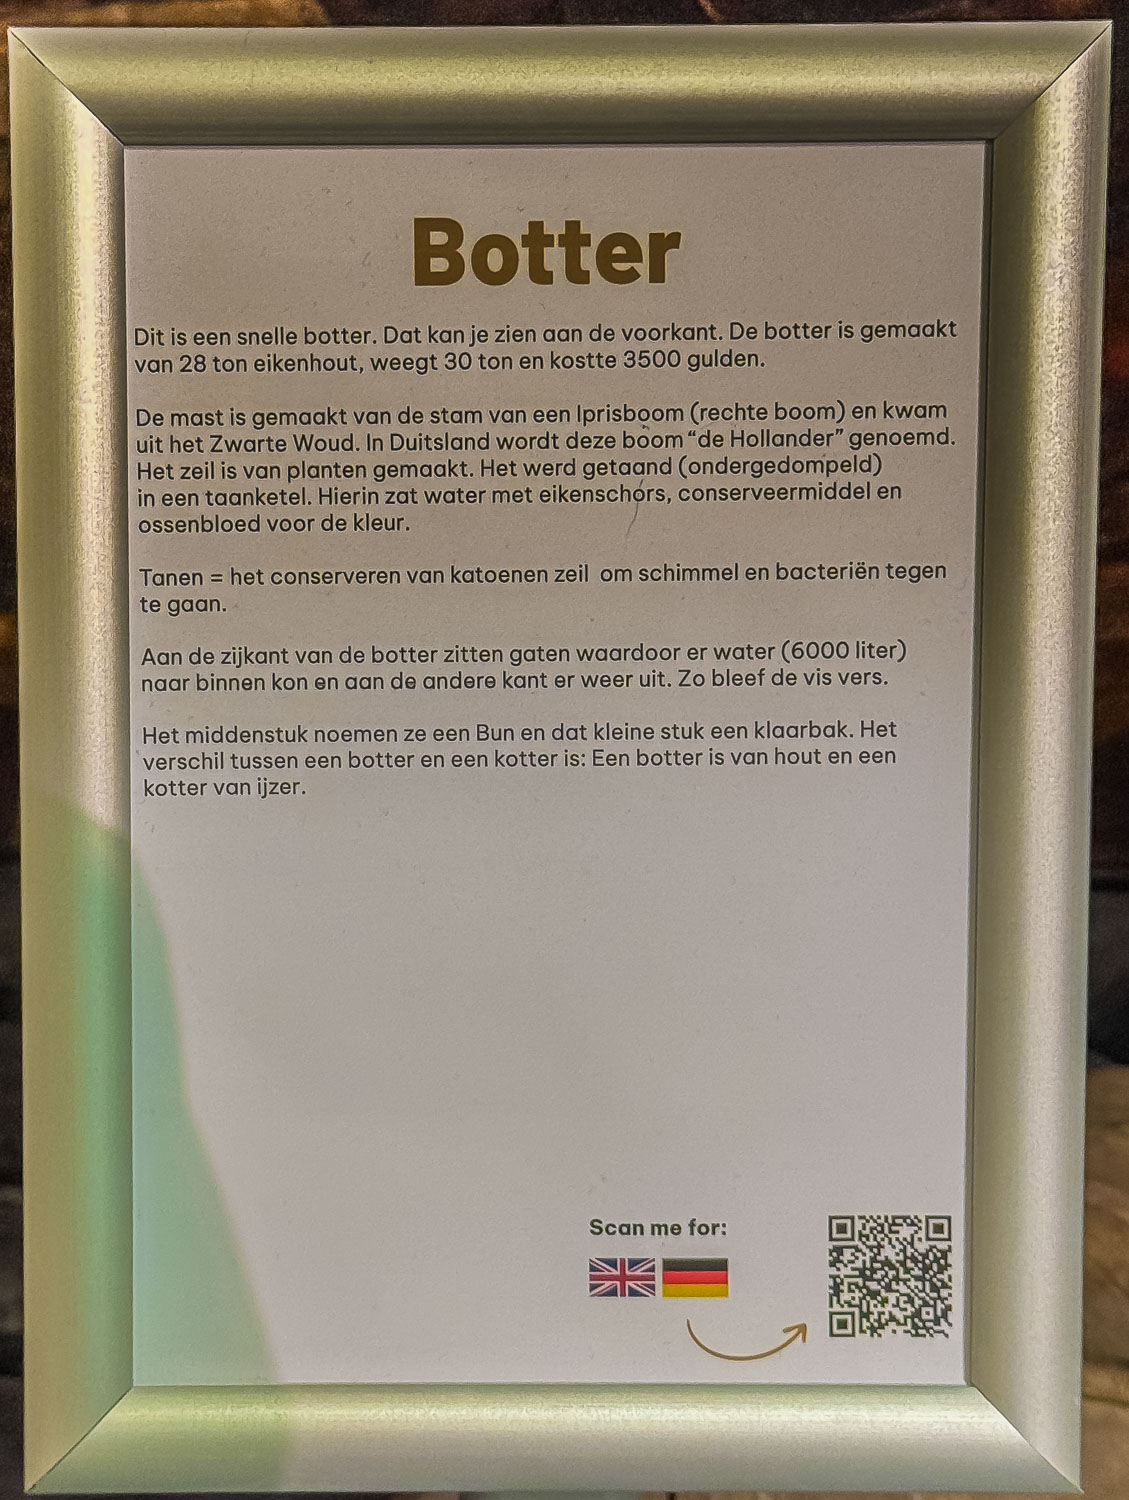 Botter
Dit is een snelle botter. Dat kan je zien aan de voorkant. De botter is gemaakt
van 28 ton eikenhout, weegt 30 ton en kostte 3500 gulden.
De mast is gemaakt van de stam van een Iprisboom (rechte boom) en kwam
uit het Zwarte Woud. In Duitsland wordt deze boom “de Hollander” genoemd.
Het zeil is van planten gemaakt. Het werd getaand (ondergedompeld)
in een taanketel. Hierin zat water met eikenschors, conserveermiddel en
ossenbloed voor de kleur.
Tanen = het conserveren van katoenen zeil  om schimmel en bacteriën tegen
te gaan.
Aan de zijkant van de botter zitten gaten waardoor er water (6000 liter)
naar binnen kon en aan de andere kant er weer uit. Zo bleef de vis vers.
Het middenstuk noemen ze een Bun en dat kleine stuk een klaarbak. Het
verschil tussen een botter en een kotter is: Een botter is van hout en een
kotter van ijzer.
Scan me for: